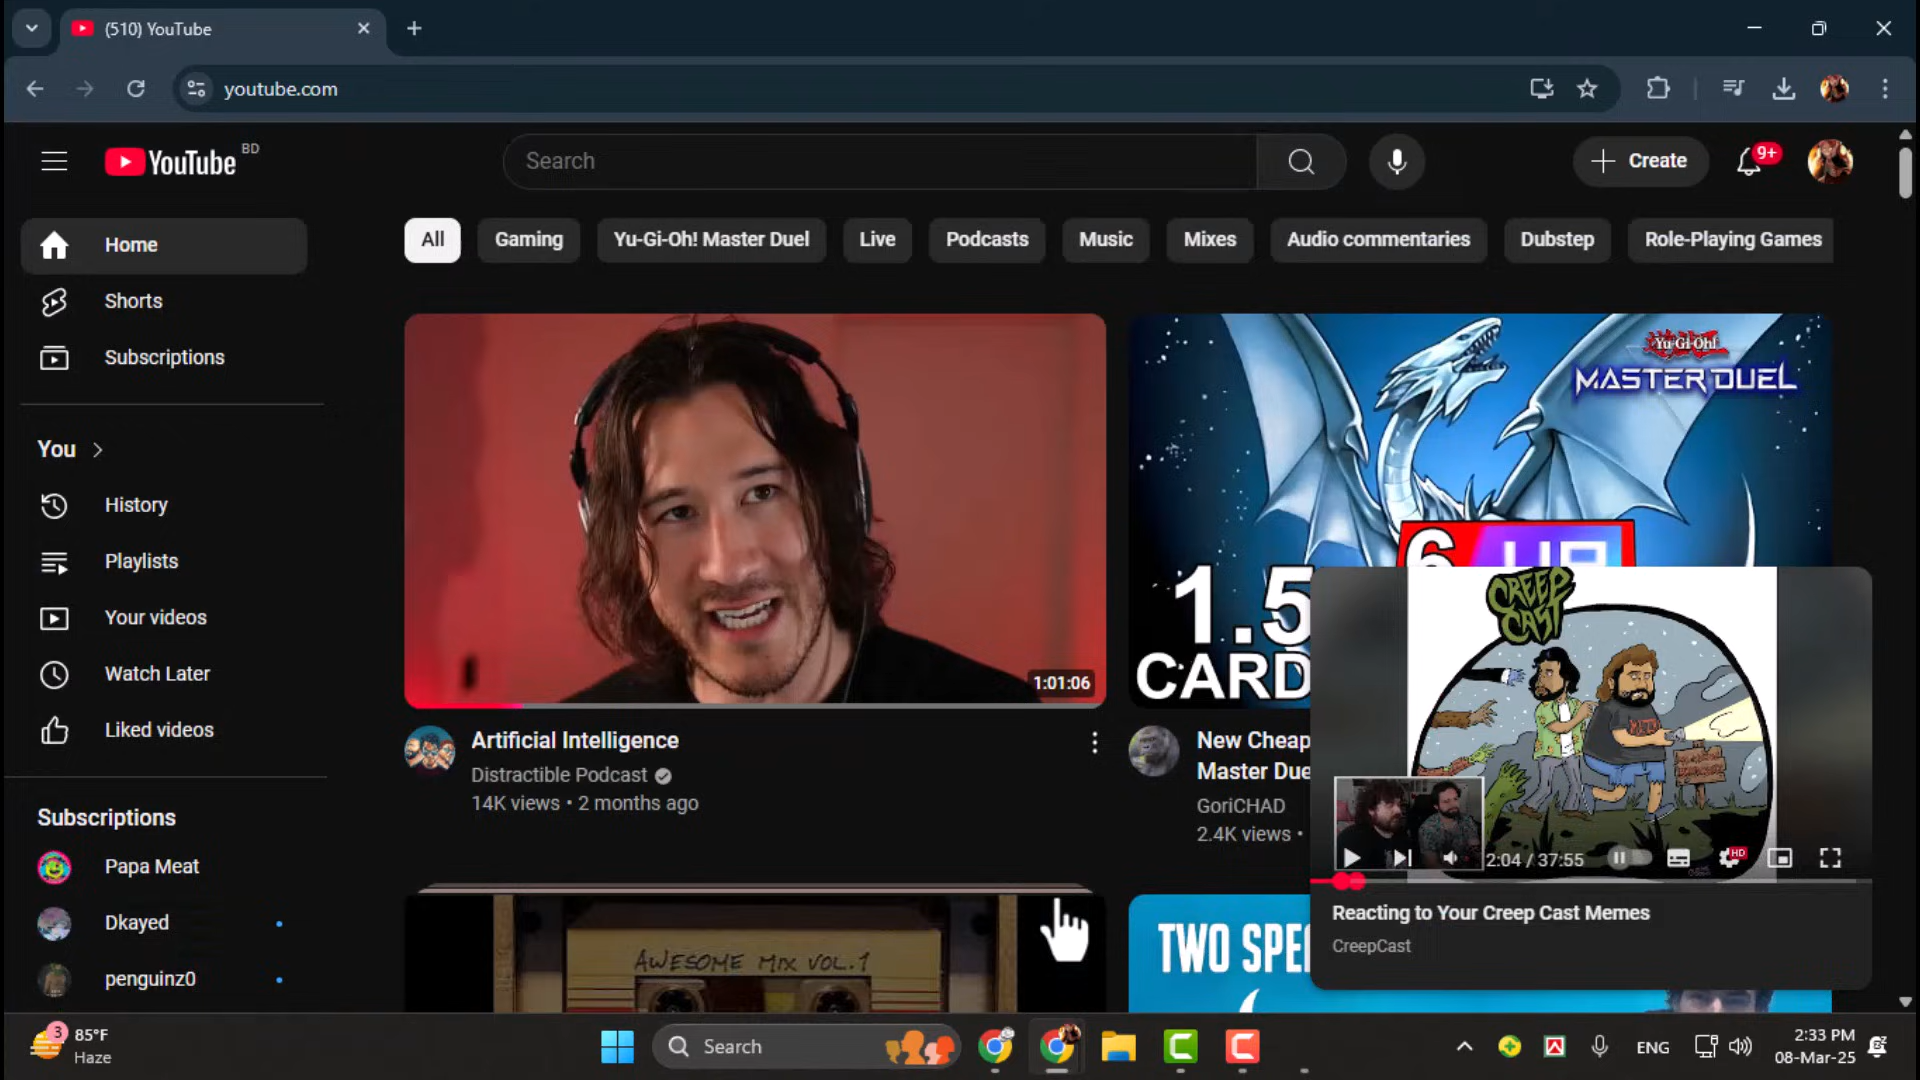 (510) YouTube
youtube.com
YouTube BD
Search
Create
9+
Home
Shorts
Subscriptions
You
History
Playlists
Your videos
Watch Later
Liked videos
Subscriptions
Papa Meat
Dkayed
penguinz0
All
Gaming
Yu-Gi-Oh! Master Duel
Live
Podcasts
Music
Mixes
Audio commentaries
Dubstep
Role-Playing Games
1:01:06
Artificial Intelligence
Distractible Podcast
14K views • 2 months ago
Yu-Gi-Oh!
MASTER DUEL
6 UR
1.5
CARD
New Cheap
Master Due
GoriCHAD
2.4K views •
AWESOME MIX VOL. 1
TWO SPE
CREEP
CAST
2:04 / 37:55
HD
Reacting to Your Creep Cast Memes
CreepCast
3
85°F
Haze
Search
ENG
2:33 PM
08-Mar-25